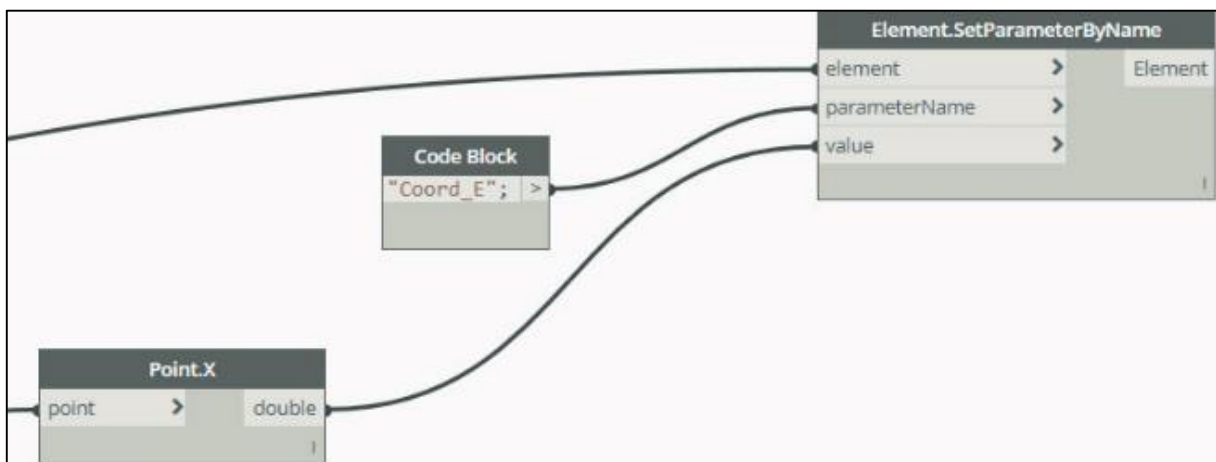 Element.SetParameterByName
element > Element
parameterName >
value >
Code Block
"Coord_E"; >
Point.X
point > double